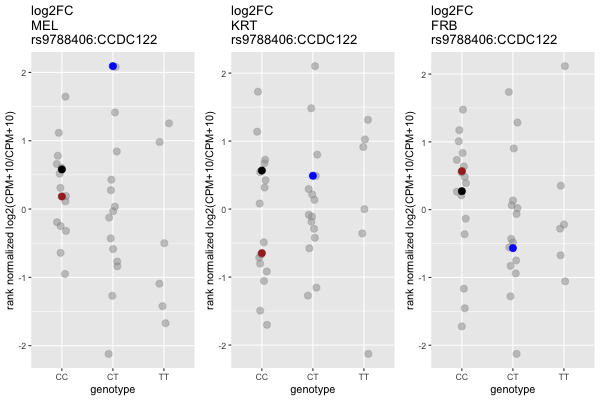 log2FC
MEL
rs9788406:CCDC122
rank normalized log2(CPM+10/CPM+10)
2
1
0
-1
-2
CC
CT
TT
genotype
log2FC
KRT
rs9788406:CCDC122
rank normalized log2(CPM+10/CPM+10)
2
1
0
-1
-2
CC
CT
TT
genotype
log2FC
FRB
rs9788406:CCDC122
rank normalized log2(CPM+10/CPM+10)
2
1
0
-1
-2
CC
CT
TT
genotype